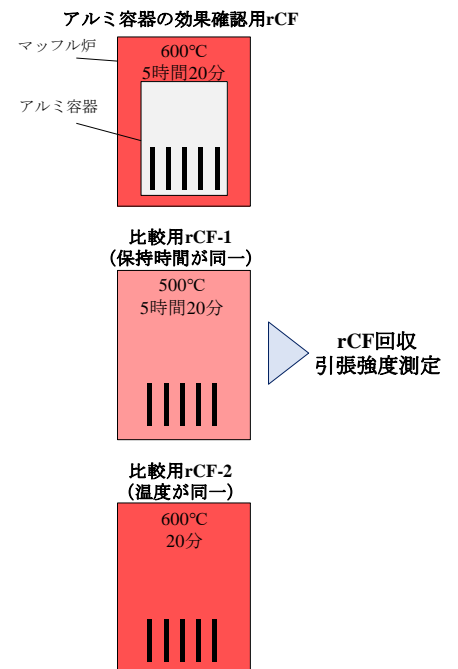 アルミ容器の効果確認用rCF
マッフル炉
600℃
5時間20分
アルミ容器
比較用rCF-1
(保持時間が同一)
500℃
5時間20分
rCF回収
引張強度測定
比較用rCF-2
(温度が同一)
600℃
20分